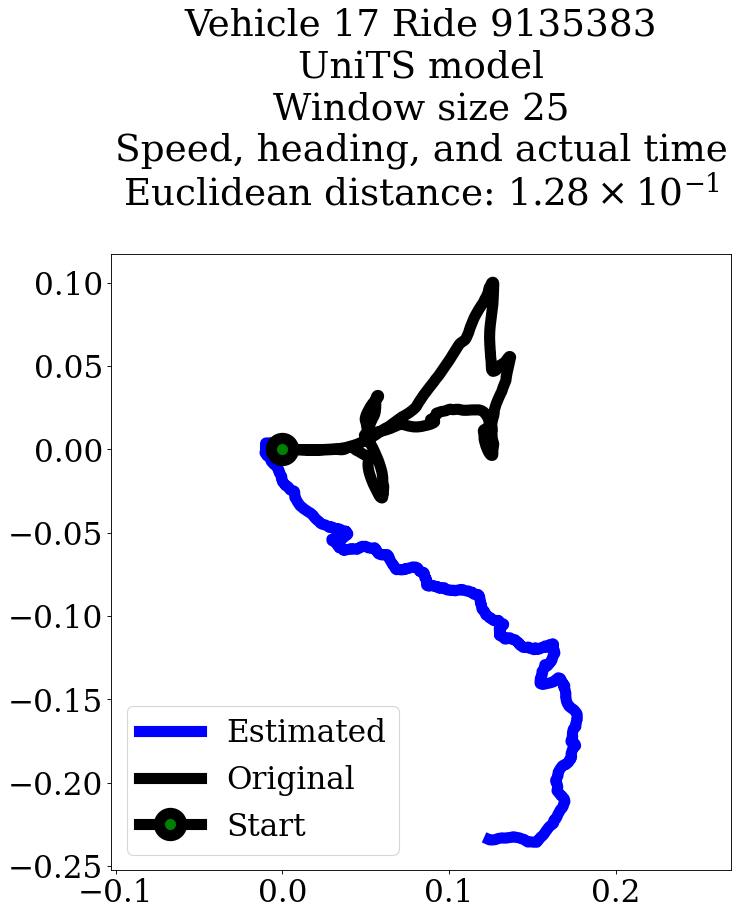 Vehicle 17 Ride 9135383
UniTS model
Window size 25
Speed, heading, and actual time
Euclidean distance: 1.28 × 10⁻¹
0.10
0.05
0.00
−0.05
−0.10
−0.15
−0.20
−0.25
Estimated
Original
Start
−0.1 0.0 0.1 0.2